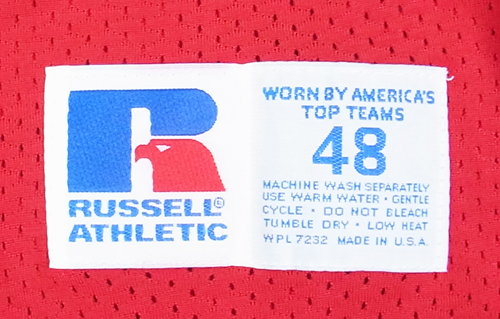 R
RUSSELL®
ATHLETIC
WORN BY AMERICA'S
TOP TEAMS
48
MACHINE WASH SEPARATELY
USE WARM WATER • GENTLE
CYCLE • DO NOT BLEACH
TUMBLE DRY • LOW HEAT
WPL 7232 MADE IN U.S.A.